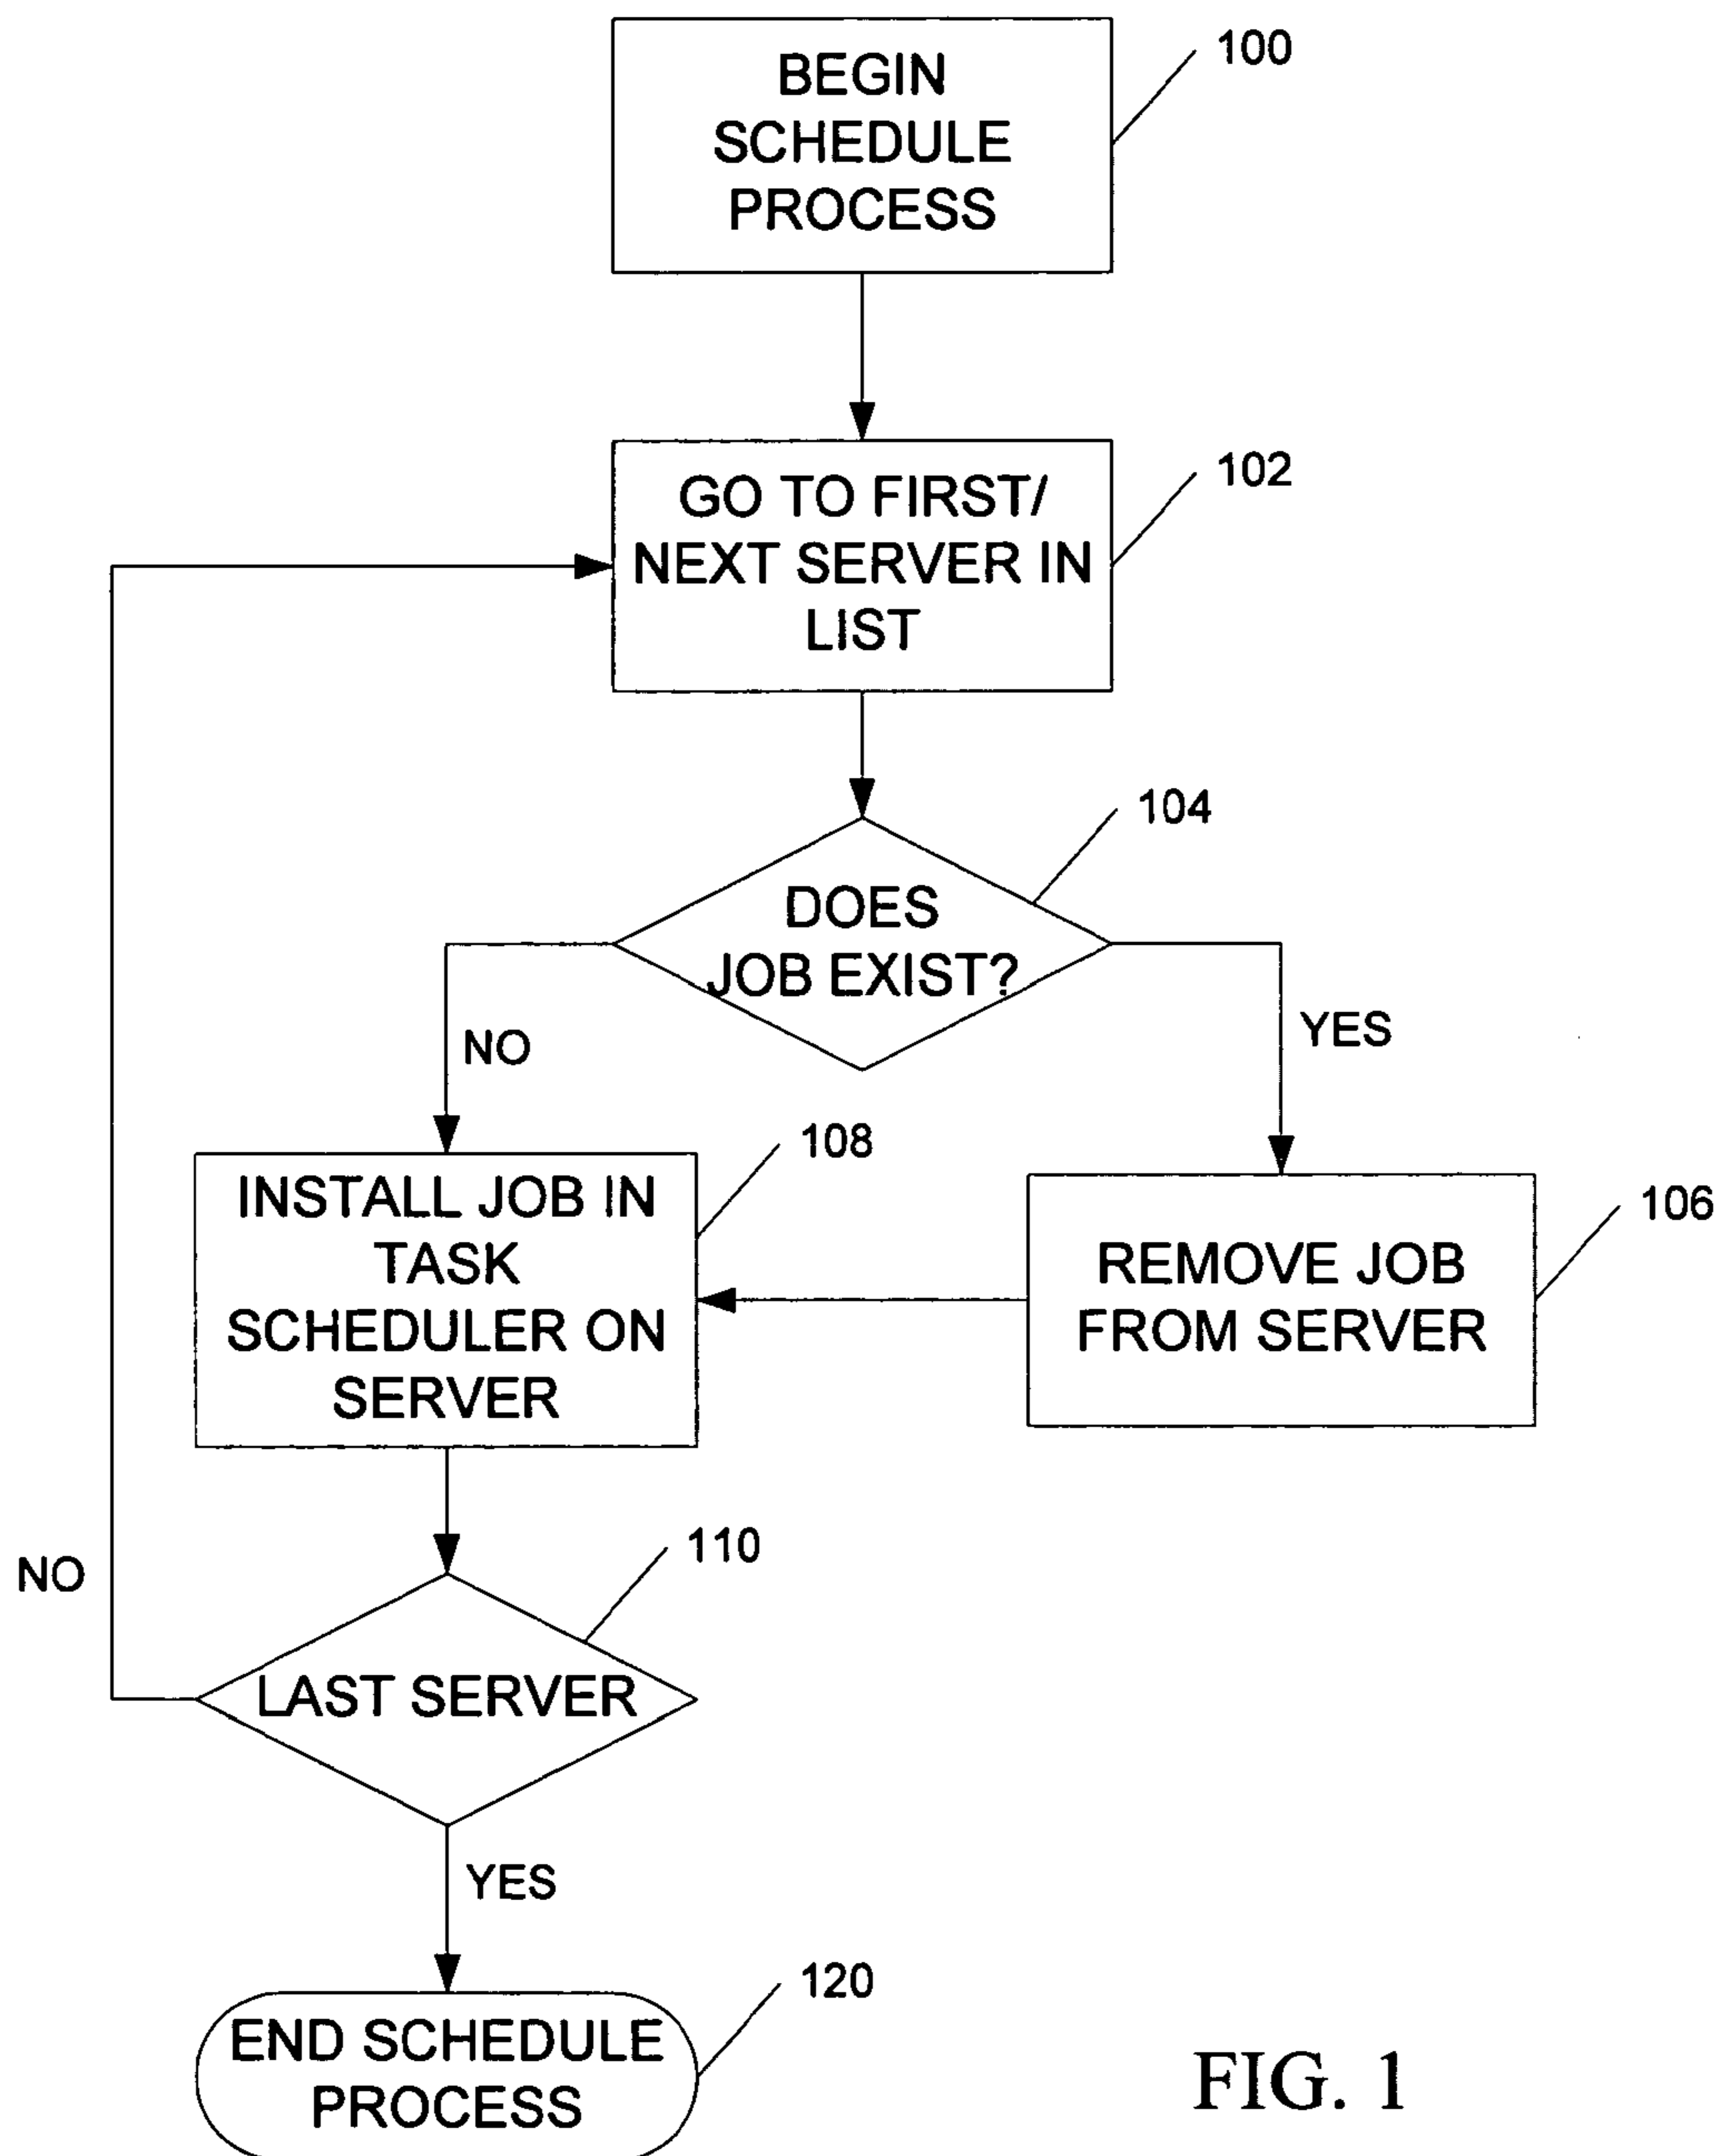 BEGIN
SCHEDULE
PROCESS
100
GO TO FIRST/
NEXT SERVER IN
LIST
102
DOES
JOB EXIST?
104
NO
YES
INSTALL JOB IN
TASK
SCHEDULER ON
SERVER
108
REMOVE JOB
FROM SERVER
106
LAST SERVER
110
NO
YES
END SCHEDULE
PROCESS
120
FIG. 1